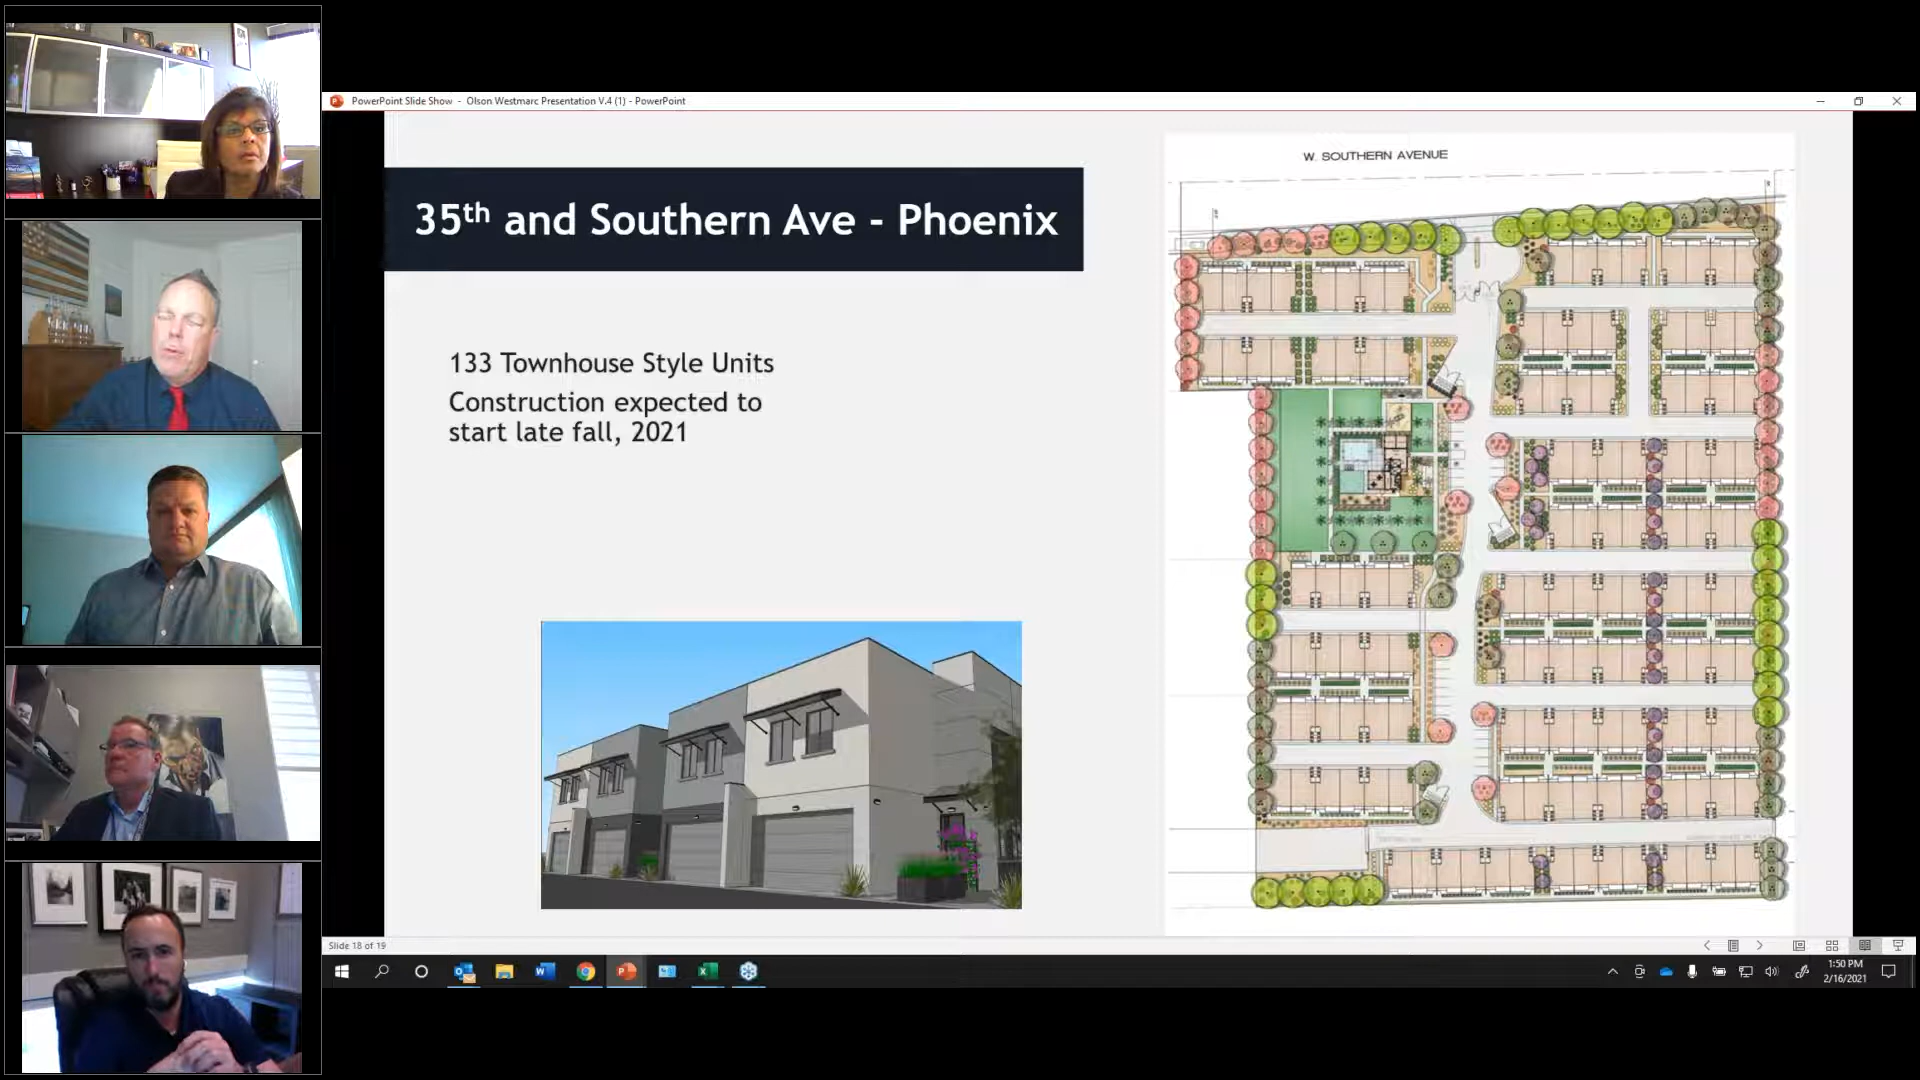 PowerPoint Slide Show - Olson Westmarc Presentation V.4 (1) - PowerPoint
35th and Southern Ave - Phoenix
133 Townhouse Style Units
Construction expected to
start late fall, 2021
W. SOUTHERN AVENUE
Slide 18 of 19
1:50 PM
2/16/2021